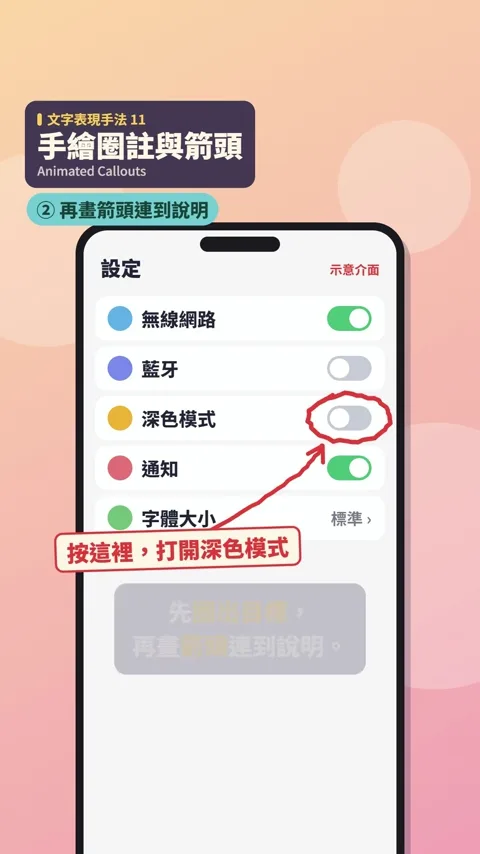 文字表現手法 11
手繪圈註與箭頭
Animated Callouts
② 再畫箭頭連到說明
設定
示意介面
無線網路
藍牙
深色模式
通知
字體大小
標準 ›
按這裡，打開深色模式
先
再畫箭頭連到說明。